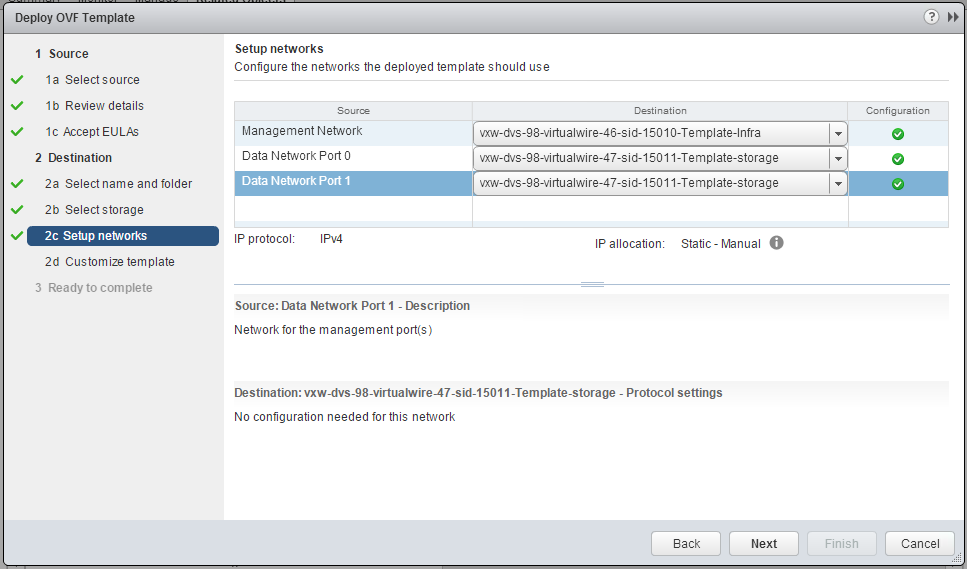 Deploy OVF Template
1 Source
1a Select source
1b Review details
1c Accept EULAs
2 Destination
2a Select name and folder
2b Select storage
2c Setup networks
2d Customize template
3 Ready to complete
Setup networks
Configure the networks the deployed template should use
Source Destination Configuration
Management Network vxw-dvs-98-virtualwire-46-sid-15010-Template-Infra
Data Network Port 0 vxw-dvs-98-virtualwire-47-sid-15011-Template-storage
Data Network Port 1 vxw-dvs-98-virtualwire-47-sid-15011-Template-storage
IP protocol: IPv4 IP allocation: Static - Manual
Source: Data Network Port 1 - Description
Network for the management port(s)
Destination: vxw-dvs-98-virtualwire-47-sid-15011-Template-storage - Protocol settings
No configuration needed for this network
Back Next Finish Cancel